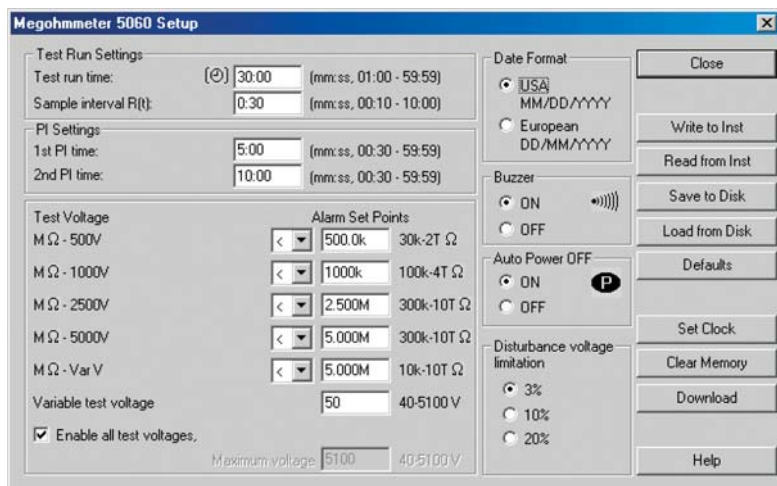 Megohmmeter 5060 Setup
Test Run Settings
Test run time: 30:00 (mm:ss, 01:00 - 59:59)
Sample interval R(t): 0:30 (mm:ss, 00:10 - 10:00)
PI Settings
1st PI time: 5:00 (mm:ss, 00:30 - 59:59)
2nd PI time: 10:00 (mm:ss, 00:30 - 59:59)
Test Voltage Alarm Set Points
MΩ - 500V < 500.0k 30k-2T Ω
MΩ - 1000V < 1000k 100k-4T Ω
MΩ - 2500V < 2.500M 300k-10T Ω
MΩ - 5000V < 5.000M 300k-10T Ω
MΩ - Var V < 5.000M 10k-10T Ω
Variable test voltage 50 40-5100 V
Enable all test voltages,
Maximum voltage 5100 40-5100 V
Date Format
USA
MM/DD/YYYY
European
DD/MM/YYYY
Buzzer
ON
OFF
Auto Power OFF
ON P
OFF
Disturbance voltage
limitation
3%
10%
20%
Close
Write to Inst
Read from Inst
Save to Disk
Load from Disk
Defaults
Set Clock
Clear Memory
Download
Help